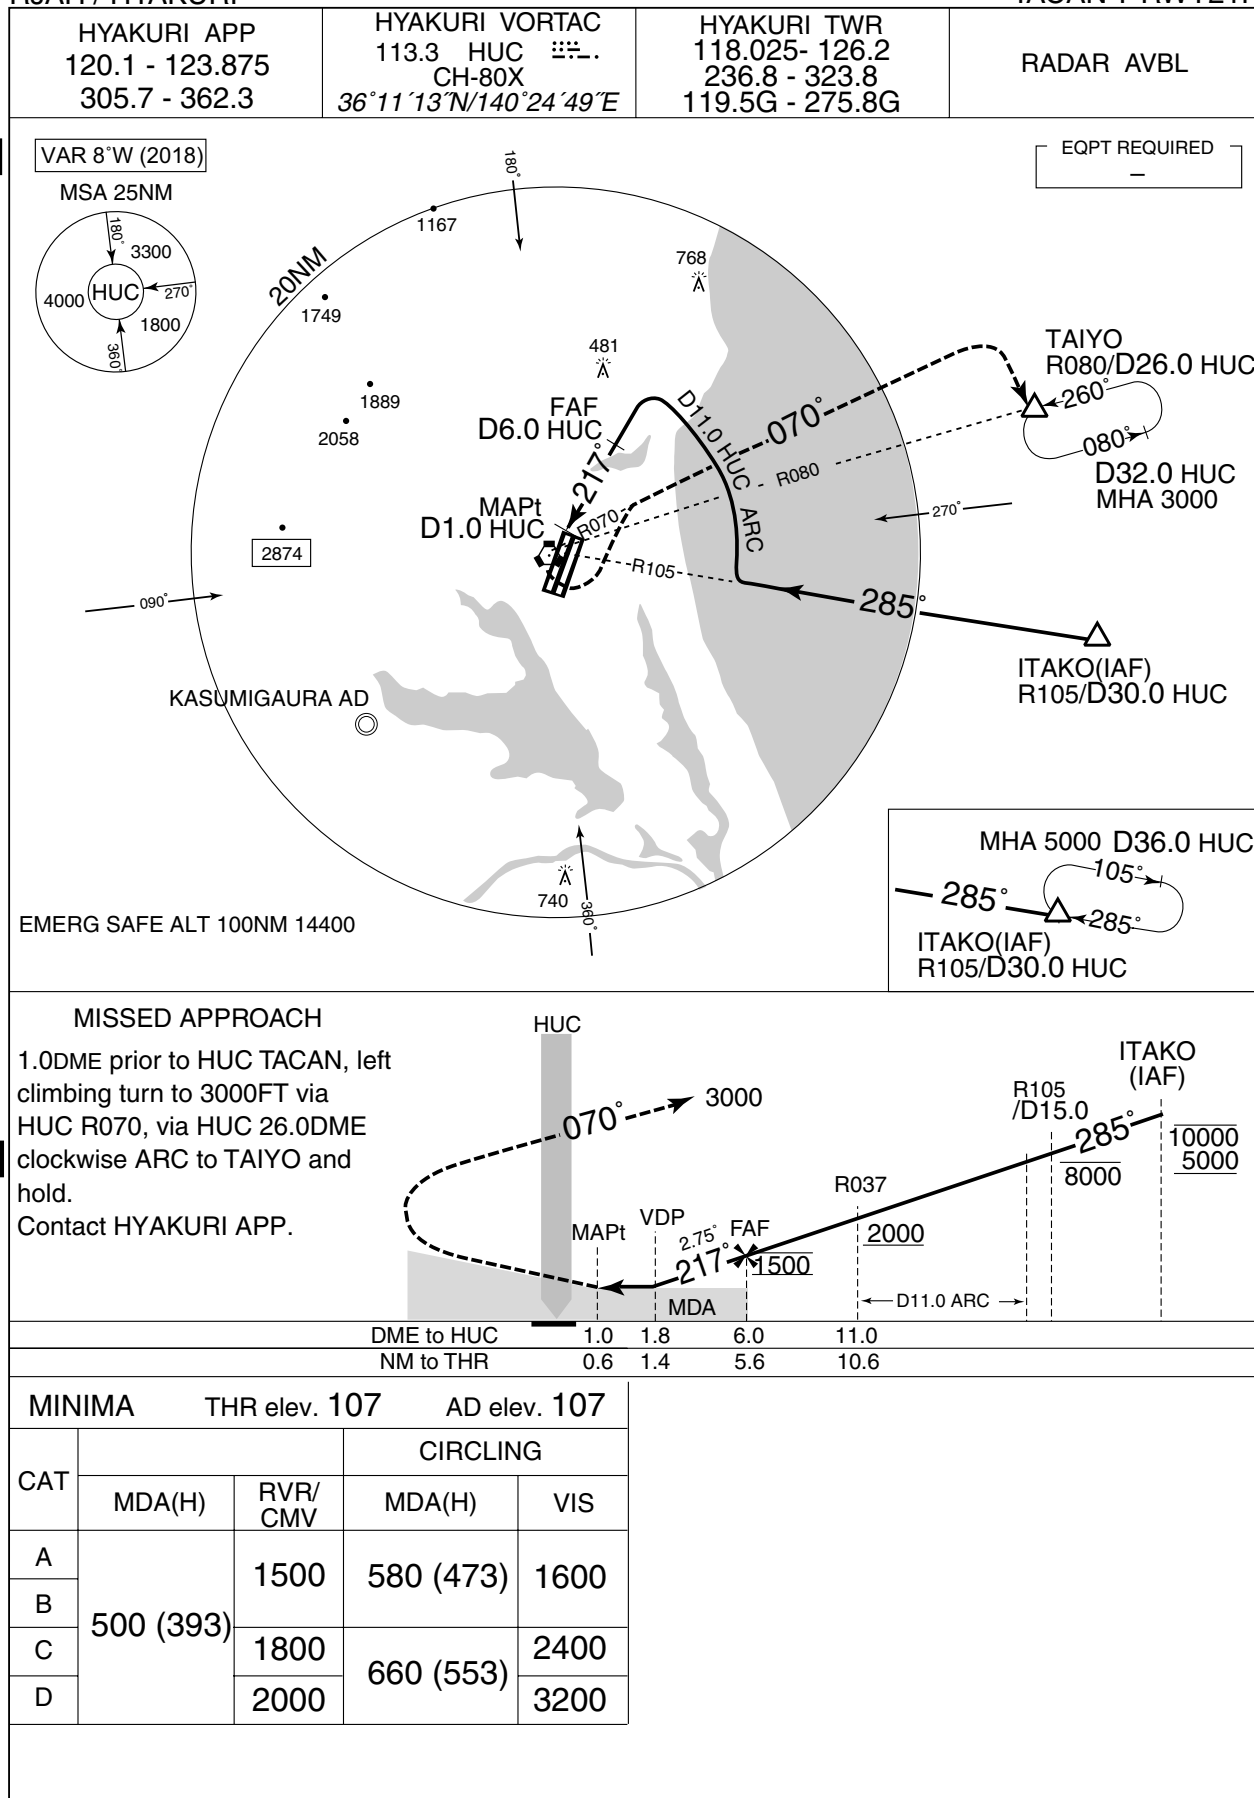 HYAKURI APP
120.1 - 123.875
305.7 - 362.3
HYAKURI VORTAC
113.3 HUC
CH-80X
36°11´13˝N/140°24´49˝E
HYAKURI TWR
118.025- 126.2
236.8 - 323.8
119.5G - 275.8G
RADAR AVBL
VAR 8°W (2018)
MSA 25NM
180°
3300
4000
HUC
270°
1800
360°
EQPT REQUIRED
–
180°
1167
20NM
768
1749
481
1889
2058
FAF
D6.0 HUC
D11.0 HUC ARC
070°
TAIYO
R080/D26.0 HUC
260°
080°
D32.0 HUC
MHA 3000
217°
R080
MAPt
D1.0 HUC
R070
270°
2874
R105
090°
285°
ITAKO(IAF)
R105/D30.0 HUC
KASUMIGAURA AD
740
360°
EMERG SAFE ALT 100NM 14400
MHA 5000 D36.0 HUC
105°
285°
285°
ITAKO(IAF)
R105/D30.0 HUC
MISSED APPROACH
1.0DME prior to HUC TACAN, left
climbing turn to 3000FT via
HUC R070, via HUC 26.0DME
clockwise ARC to TAIYO and
hold.
Contact HYAKURI APP.
HUC
070°
3000
ITAKO
(IAF)
R105
/D15.0
285°
10000
5000
8000
R037
2000
MAPt
VDP
2.75°
FAF
217°
1500
MDA
D11.0 ARC
DME to HUC 1.0 1.8 6.0 11.0
NM to THR 0.6 1.4 5.6 10.6
MINIMA THR elev. 107 AD elev. 107
CAT
CIRCLING
MDA(H)
RVR/
CMV
MDA(H)
VIS
A
B
C
D
500 (393)
1500
1800
2000
580 (473)
660 (553)
1600
2400
3200